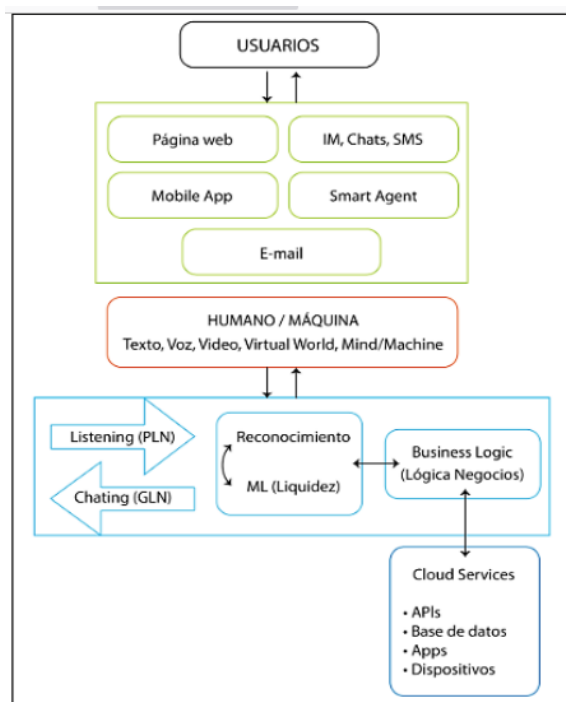 USUARIOS
Página web
IM, Chats, SMS
Mobile App
Smart Agent
E-mail
HUMANO / MÁQUINA
Texto, Voz, Video, Virtual World, Mind/Machine
Listening (PLN)
Chating (GLN)
Reconocimiento
ML (Liquidez)
Business Logic
(Lógica Negocios)
Cloud Services
• APIs
• Base de datos
• Apps
• Dispositivos